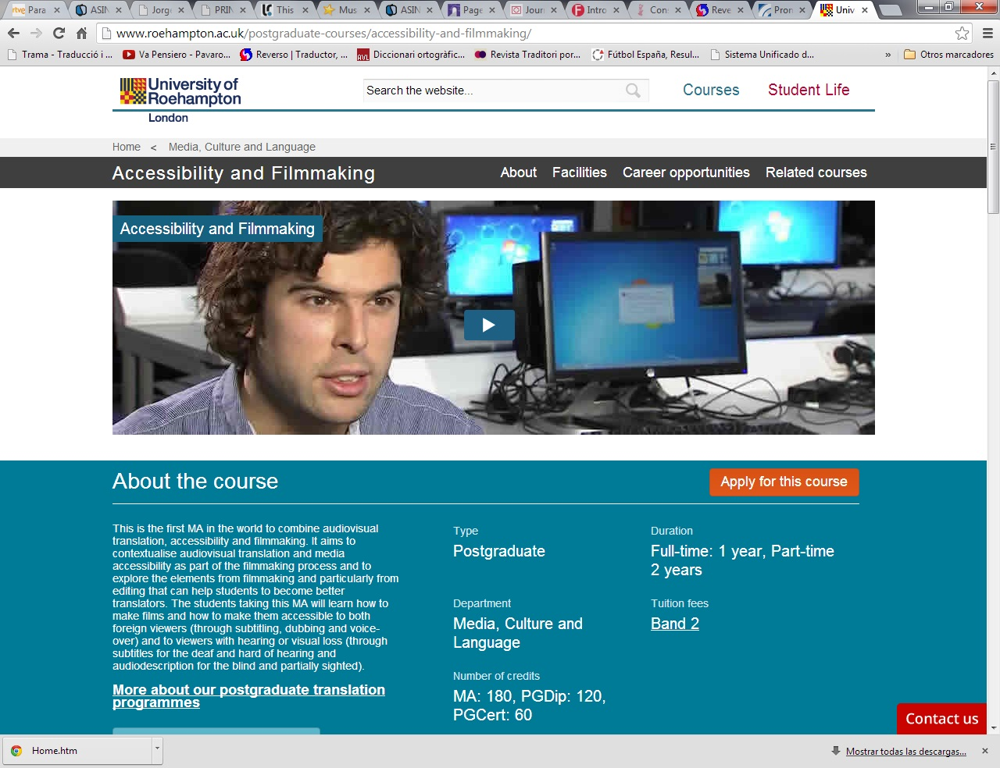 Para
ASIN
Jorg
PRIN
This
Mus
ASIN
Page
Jour
Intro
Con
Reve
Pron
Univ
www.roehampton.ac.uk/postgraduate-courses/accessibility-and-filmmaking/
Trama - Traducció i ...
Va Pensiero - Pavaro...
Reverso | Traductor, ...
AVL
Diccionari ortogràfic...
Revista Traditori por...
Fútbol España, Resul...
Sistema Unificado d...
»
Otros marcadores
University of
Roehampton
London
Search the website...
Courses
Student Life
Home < Media, Culture and Language
Accessibility and Filmmaking
About
Facilities
Career opportunities
Related courses
Accessibility and Filmmaking
About the course
Apply for this course
This is the first MA in the world to combine audiovisual
translation, accessibility and filmmaking. It aims to
contextualise audiovisual translation and media
accessibility as part of the filmmaking process and to
explore the elements from filmmaking and particularly from
editing that can help students to become better
translators. The students taking this MA will learn how to
make films and how to make them accessible to both
foreign viewers (through subtitling, dubbing and voice-
over) and to viewers with hearing or visual loss (through
subtitles for the deaf and hard of hearing and
audiodescription for the blind and partially sighted).
More about our postgraduate translation
programmes
Type
Postgraduate
Department
Media, Culture and
Language
Number of credits
MA: 180, PGDip: 120,
PGCert: 60
Duration
Full-time: 1 year, Part-time
2 years
Tuition fees
Band 2
Contact us
Home.htm
Mostrar todas las descargas...